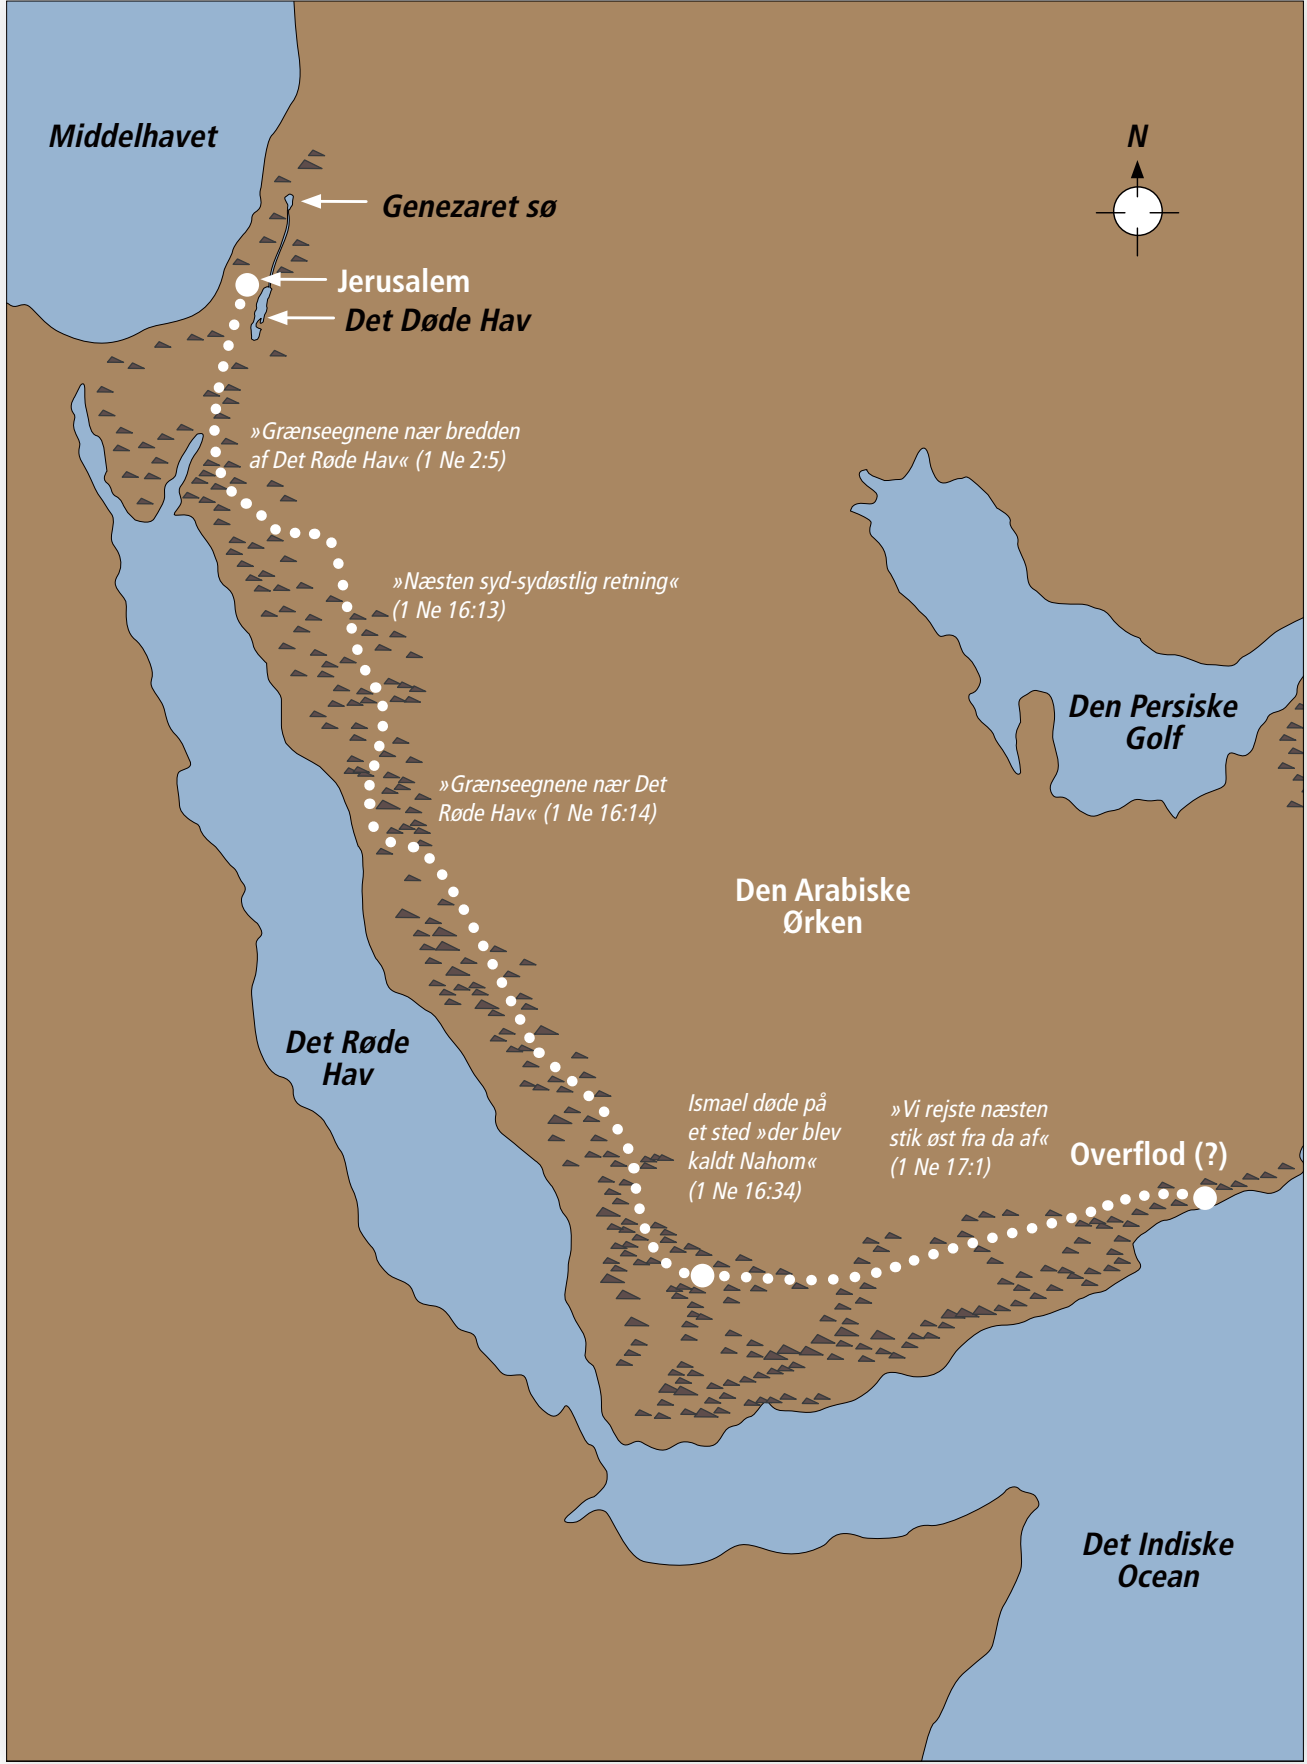 Middelhavet
N
Genezaret sø
Jerusalem
Det Døde Hav
»Grænseegnene nær bredden
af Det Røde Hav« (1 Ne 2:5)
»Næsten syd-sydøstlig retning«
(1 Ne 16:13)
Den Persiske
Golf
»Grænseegnene nær Det
Røde Hav« (1 Ne 16:14)
Den Arabiske
Ørken
Det Røde
Hav
Ismael døde på
et sted »der blev
kaldt Nahom«
(1 Ne 16:34)
»Vi rejste næsten
stik øst fra da af«
(1 Ne 17:1)
Overflod (?)
Det Indiske
Ocean